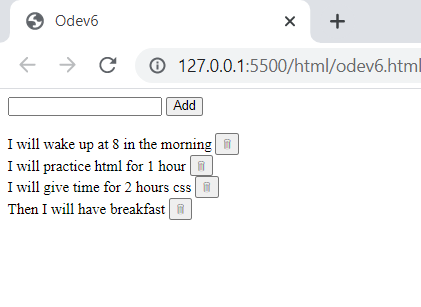 Odev6
127.0.0.1:5500/html/odev6.html
Add
I will wake up at 8 in the morning
I will practice html for 1 hour
I will give time for 2 hours css
Then I will have breakfast